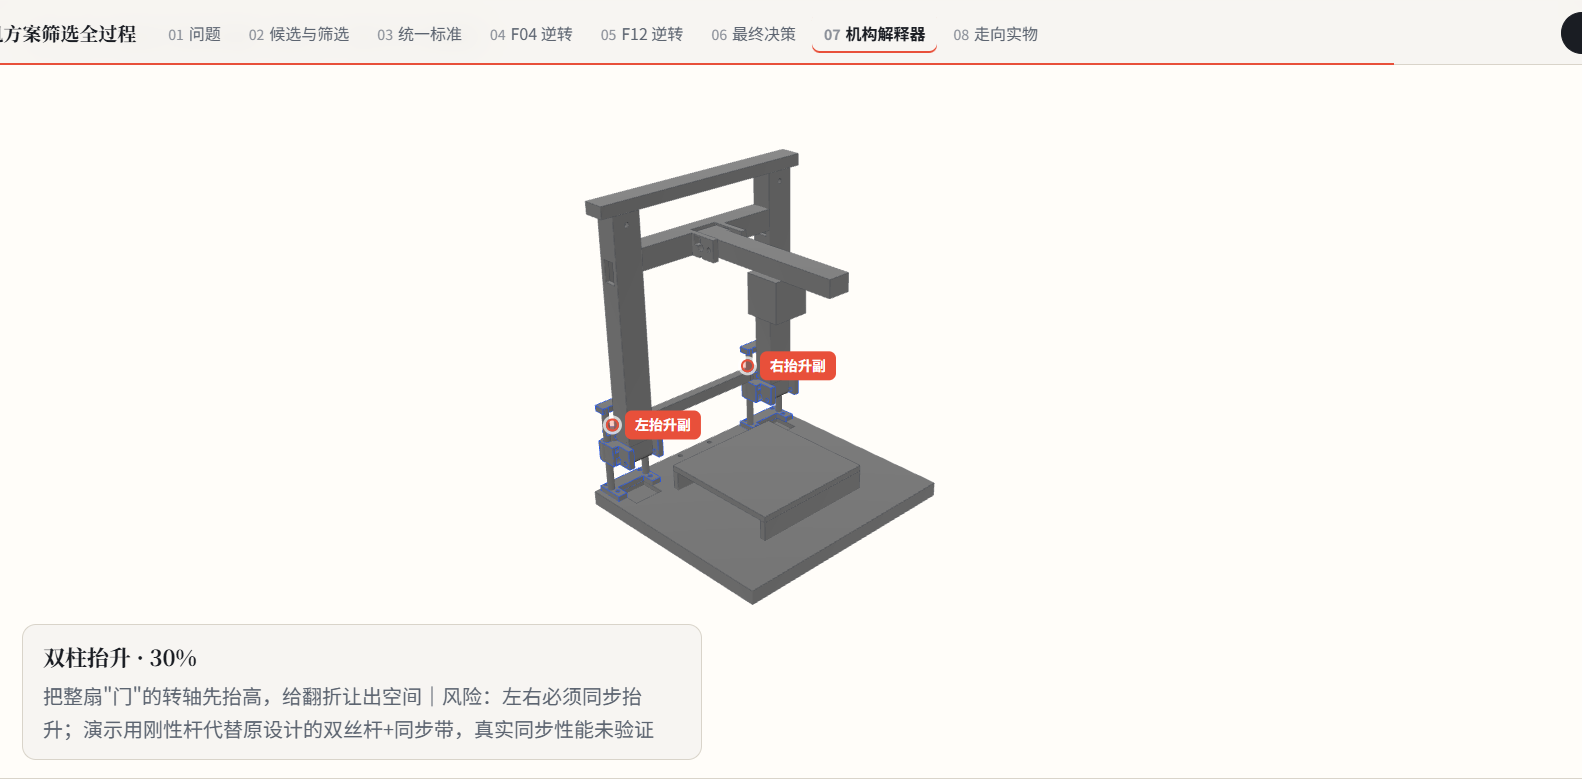 方案筛选全过程
01 问题
02 候选与筛选
03 统一标准
04 F04 逆转
05 F12 逆转
06 最终决策
07 机构解释器
08 走向实物
右抬升副
左抬升副
双柱抬升 · 30%
把整扇"门"的转轴先抬高，给翻折让出空间｜风险：左右必须同步抬
升；演示用刚性杆代替原设计的双丝杆+同步带，真实同步性能未验证